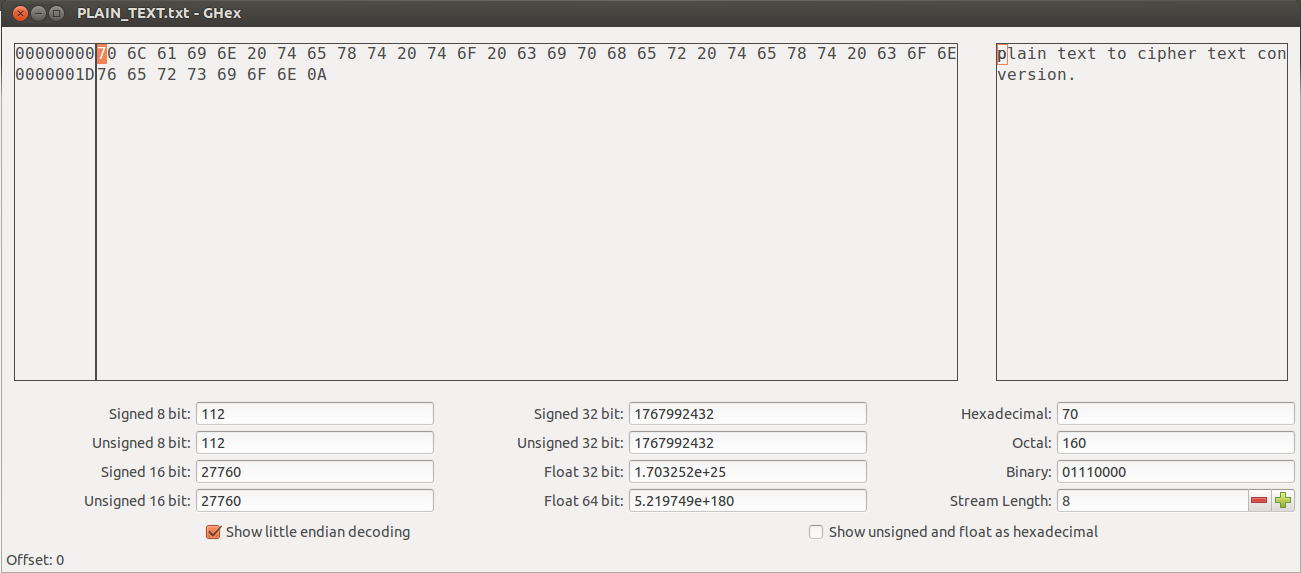 PLAIN_TEXT.txt - GHex
00000000 70 6C 61 69 6E 20 74 65 78 74 20 74 6F 20 63 69 70 68 65 72 20 74 65 78 74 20 63 6F 6E plain text to cipher text con
0000001D 76 65 72 73 69 6F 6E 0A version.
Signed 8 bit: 112 Signed 32 bit: 1767992432 Hexadecimal: 70
Unsigned 8 bit: 112 Unsigned 32 bit: 1767992432 Octal: 160
Signed 16 bit: 27760 Float 32 bit: 1.703252e+25 Binary: 01110000
Unsigned 16 bit: 27760 Float 64 bit: 5.219749e+180 Stream Length: 8
Show little endian decoding Show unsigned and float as hexadecimal
Offset: 0